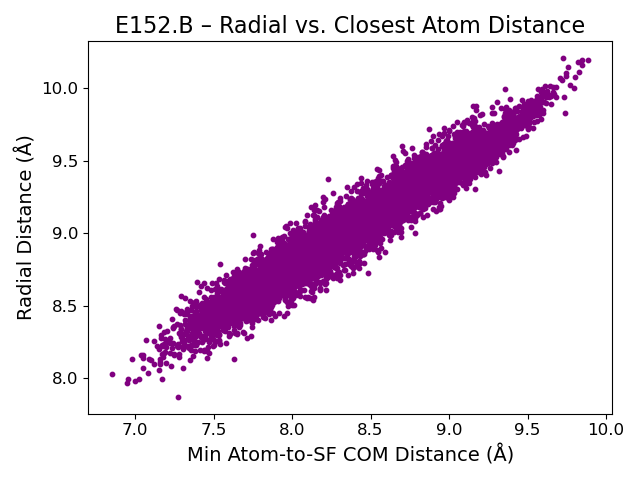 E152.B – Radial vs. Closest Atom Distance
Radial Distance (Å)
10.0
9.5
9.0
8.5
8.0
7.0 7.5 8.0 8.5 9.0 9.5 10.0
Min Atom-to-SF COM Distance (Å)